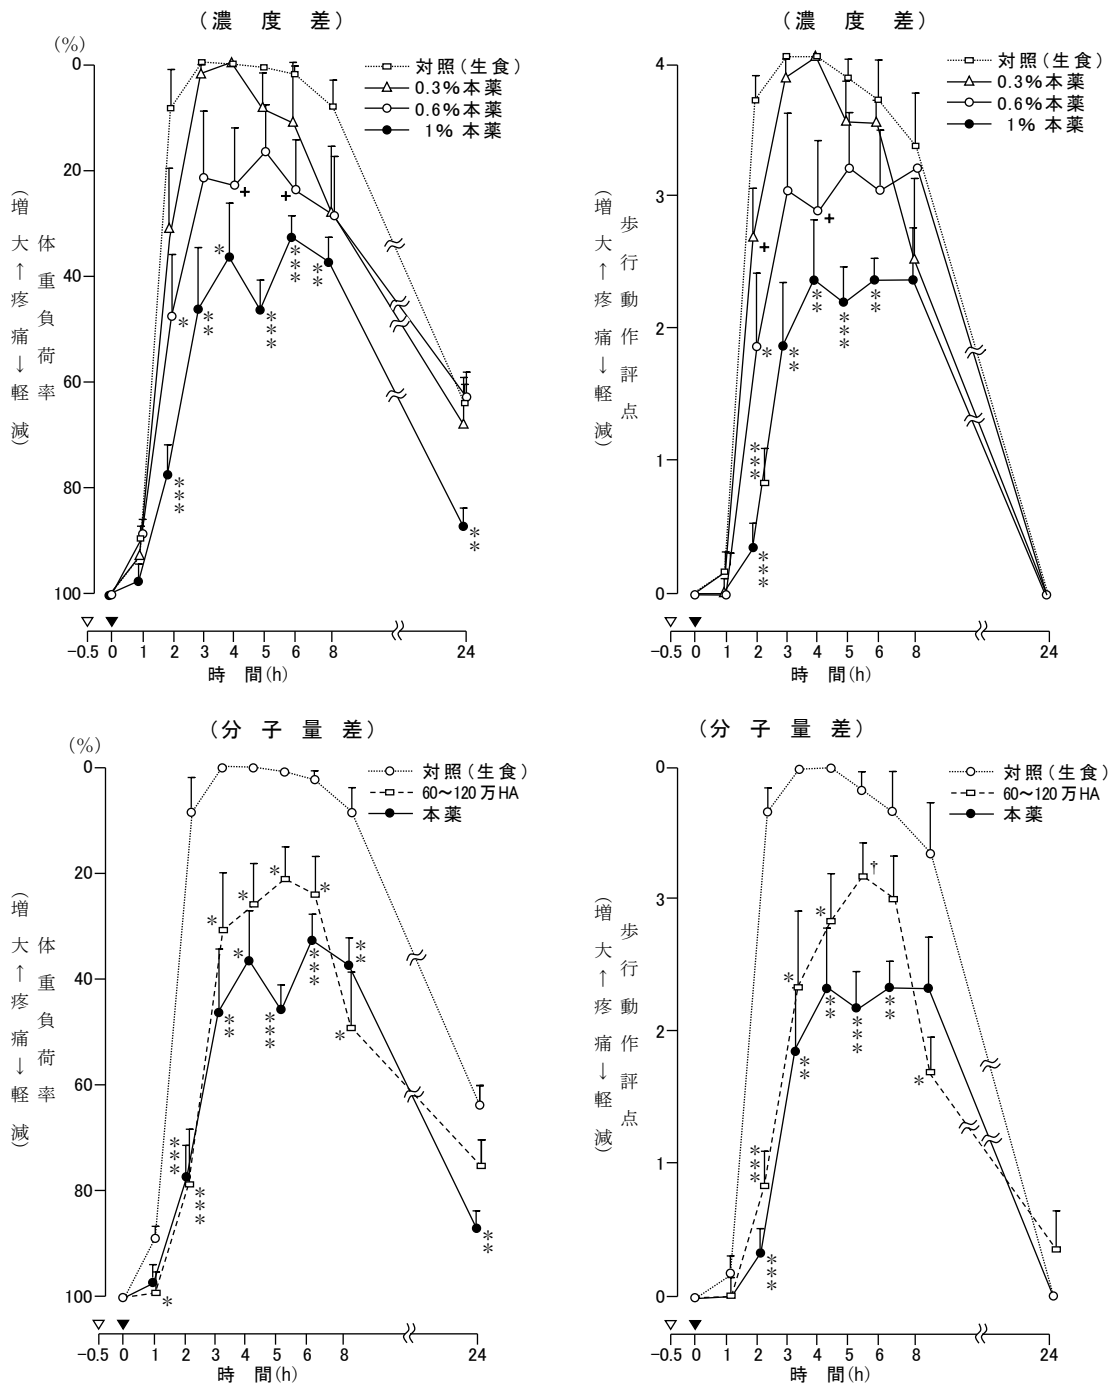 （濃　度　差）
(%)
0
20
40
60
80
100
(増大←疼痛→軽減)
体重負荷率
対照(生食)
0.3%本薬
0.6%本薬
1% 本薬
+
+
*
***
**
*
***
***
**
**
−0.5 0 1 2 3 4 5 6 8 24
時　間(h)
（濃　度　差）
4
3
2
1
0
(増大←疼痛→軽減)
歩行動作評点
対照(生食)
0.3%本薬
0.6%本薬
1% 本薬
+
+
*
***
***
**
**
***
**
−0.5 0 1 2 3 4 5 6 8 24
時　間(h)
（分　子　量　差）
(%)
0
20
40
60
80
100
(増大←疼痛→軽減)
体重負荷率
対照(生食)
60〜120万HA
本薬
*
***
***
*
**
*
*
*
***
*
***
**
*
**
−0.5 0 1 2 3 4 5 6 8 24
時　間(h)
（分　子　量　差）
0
3
2
1
0
(増大←疼痛→軽減)
歩行動作評点
対照(生食)
60〜120万HA
本薬
***
***
*
**
*
**
†
***
**
*
−0.5 0 1 2 3 4 5 6 8 24
時　間(h)